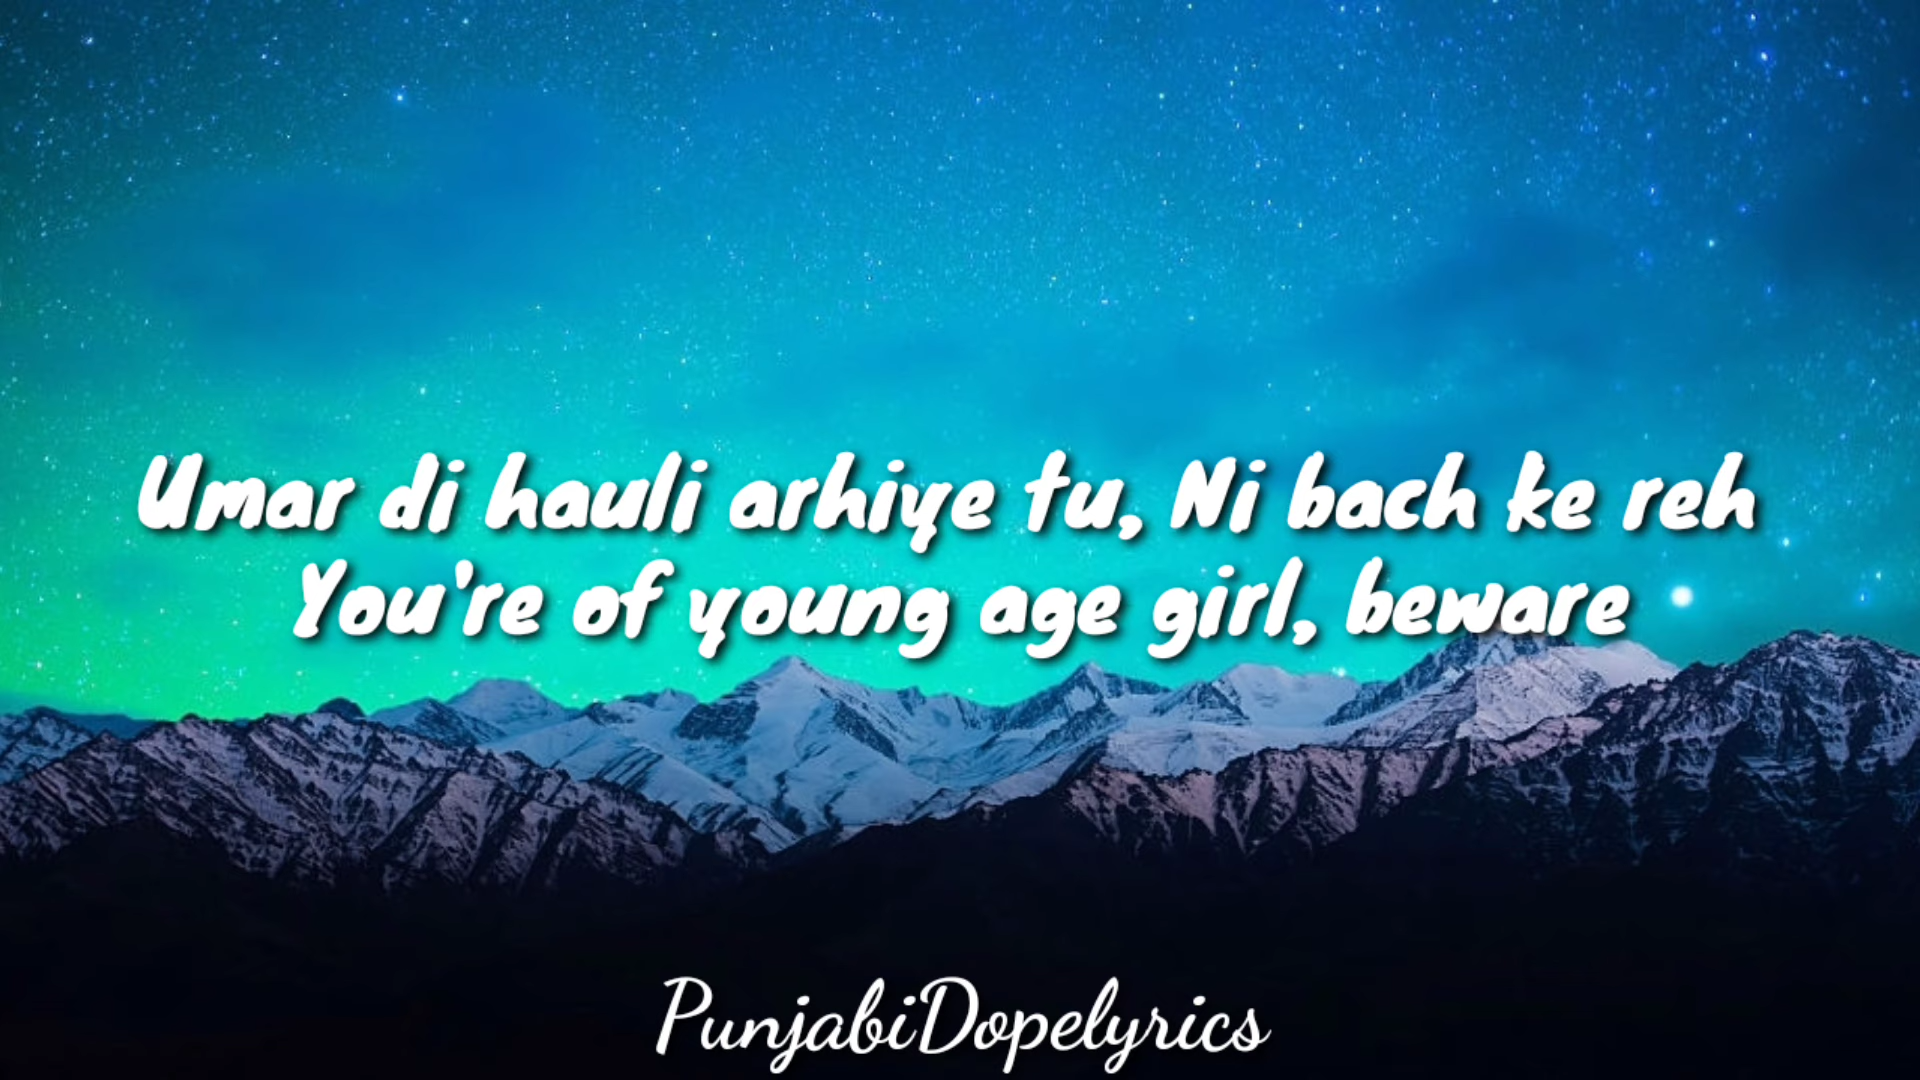 Umar di hauli arhiye tu, Ni bach ke reh
You're of young age girl, beware
PunjabiDopelyrics